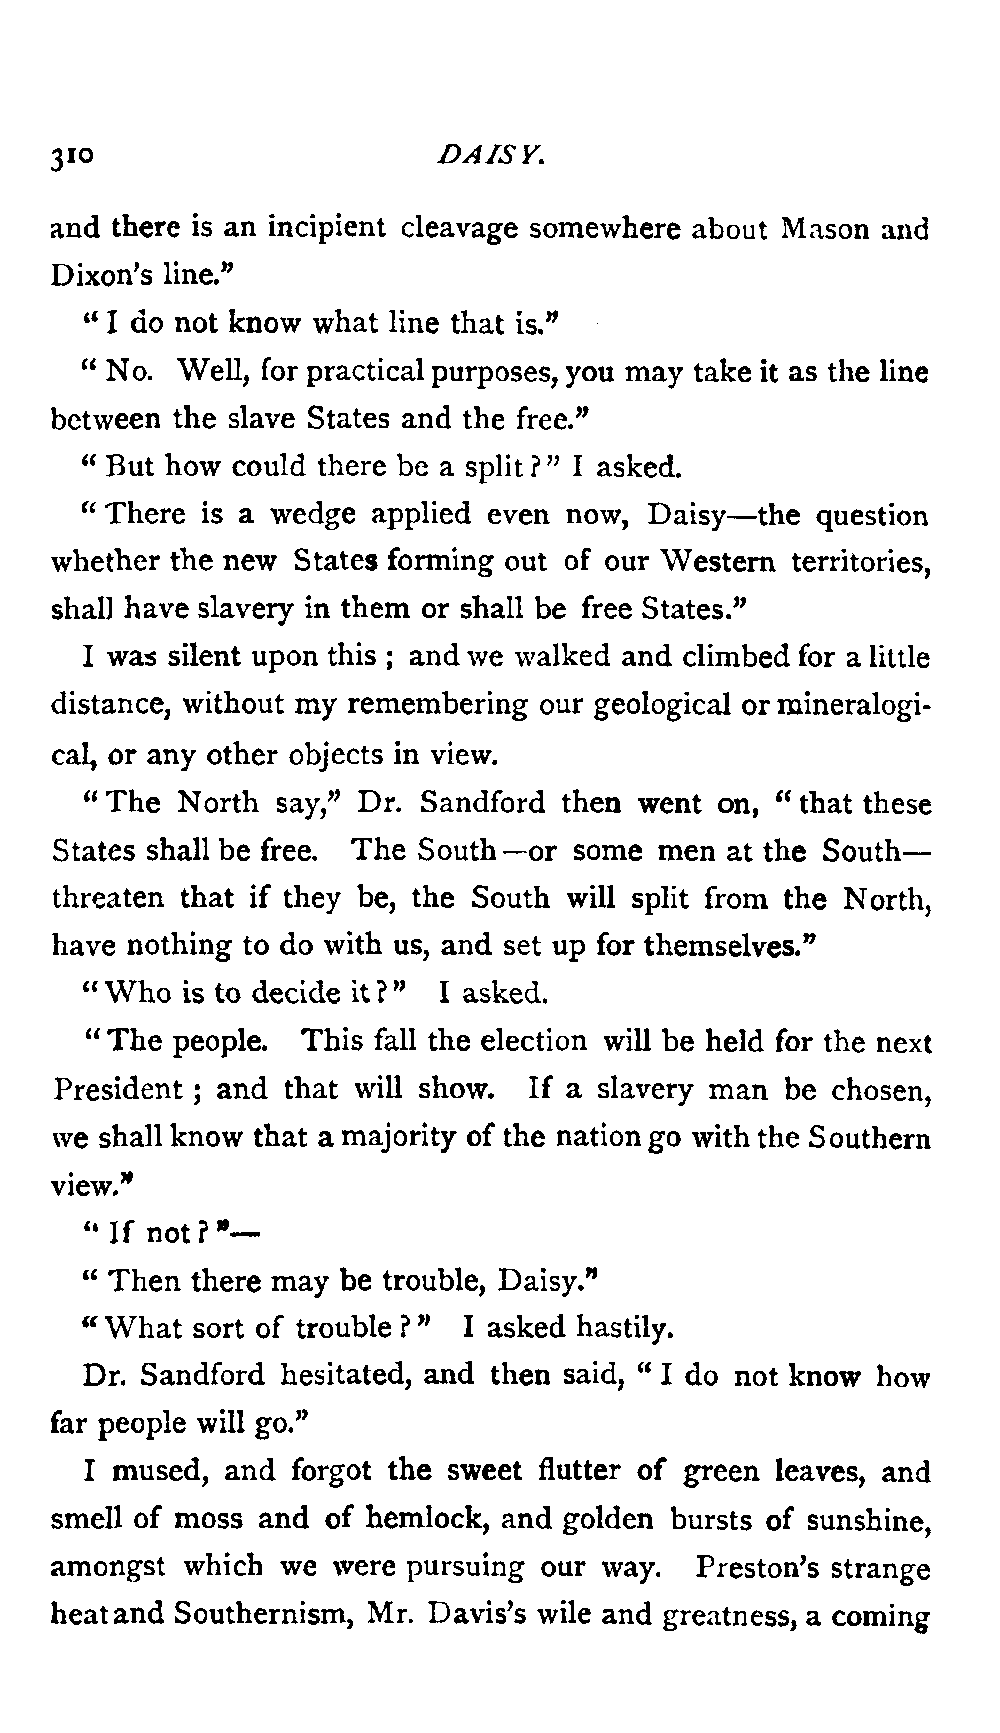 310 DAISY.
and there is an incipient cleavage somewhere about Mason and
Dixon's line."
"I do not know what line that is."
"No. Well, for practical purposes, you may take it as the line
between the slave States and the free."
"But how could there be a split?" I asked.
"There is a wedge applied even now, Daisy—the question
whether the new States forming out of our Western territories,
shall have slavery in them or shall be free States."
I was silent upon this; and we walked and climbed for a little
distance, without my remembering our geological or mineralogi-
cal, or any other objects in view.
"The North say," Dr. Sandford then went on, "that these
States shall be free. The South—or some men at the South—
threaten that if they be, the South will split from the North,
have nothing to do with us, and set up for themselves."
"Who is to decide it?" I asked.
"The people. This fall the election will be held for the next
President; and that will show. If a slavery man be chosen,
we shall know that a majority of the nation go with the Southern
view."
"If not?"—
"Then there may be trouble, Daisy."
"What sort of trouble?" I asked hastily.
Dr. Sandford hesitated, and then said, "I do not know how
far people will go."
I mused, and forgot the sweet flutter of green leaves, and
smell of moss and of hemlock, and golden bursts of sunshine,
amongst which we were pursuing our way. Preston's strange
heat and Southernism, Mr. Davis's wile and greatness, a coming